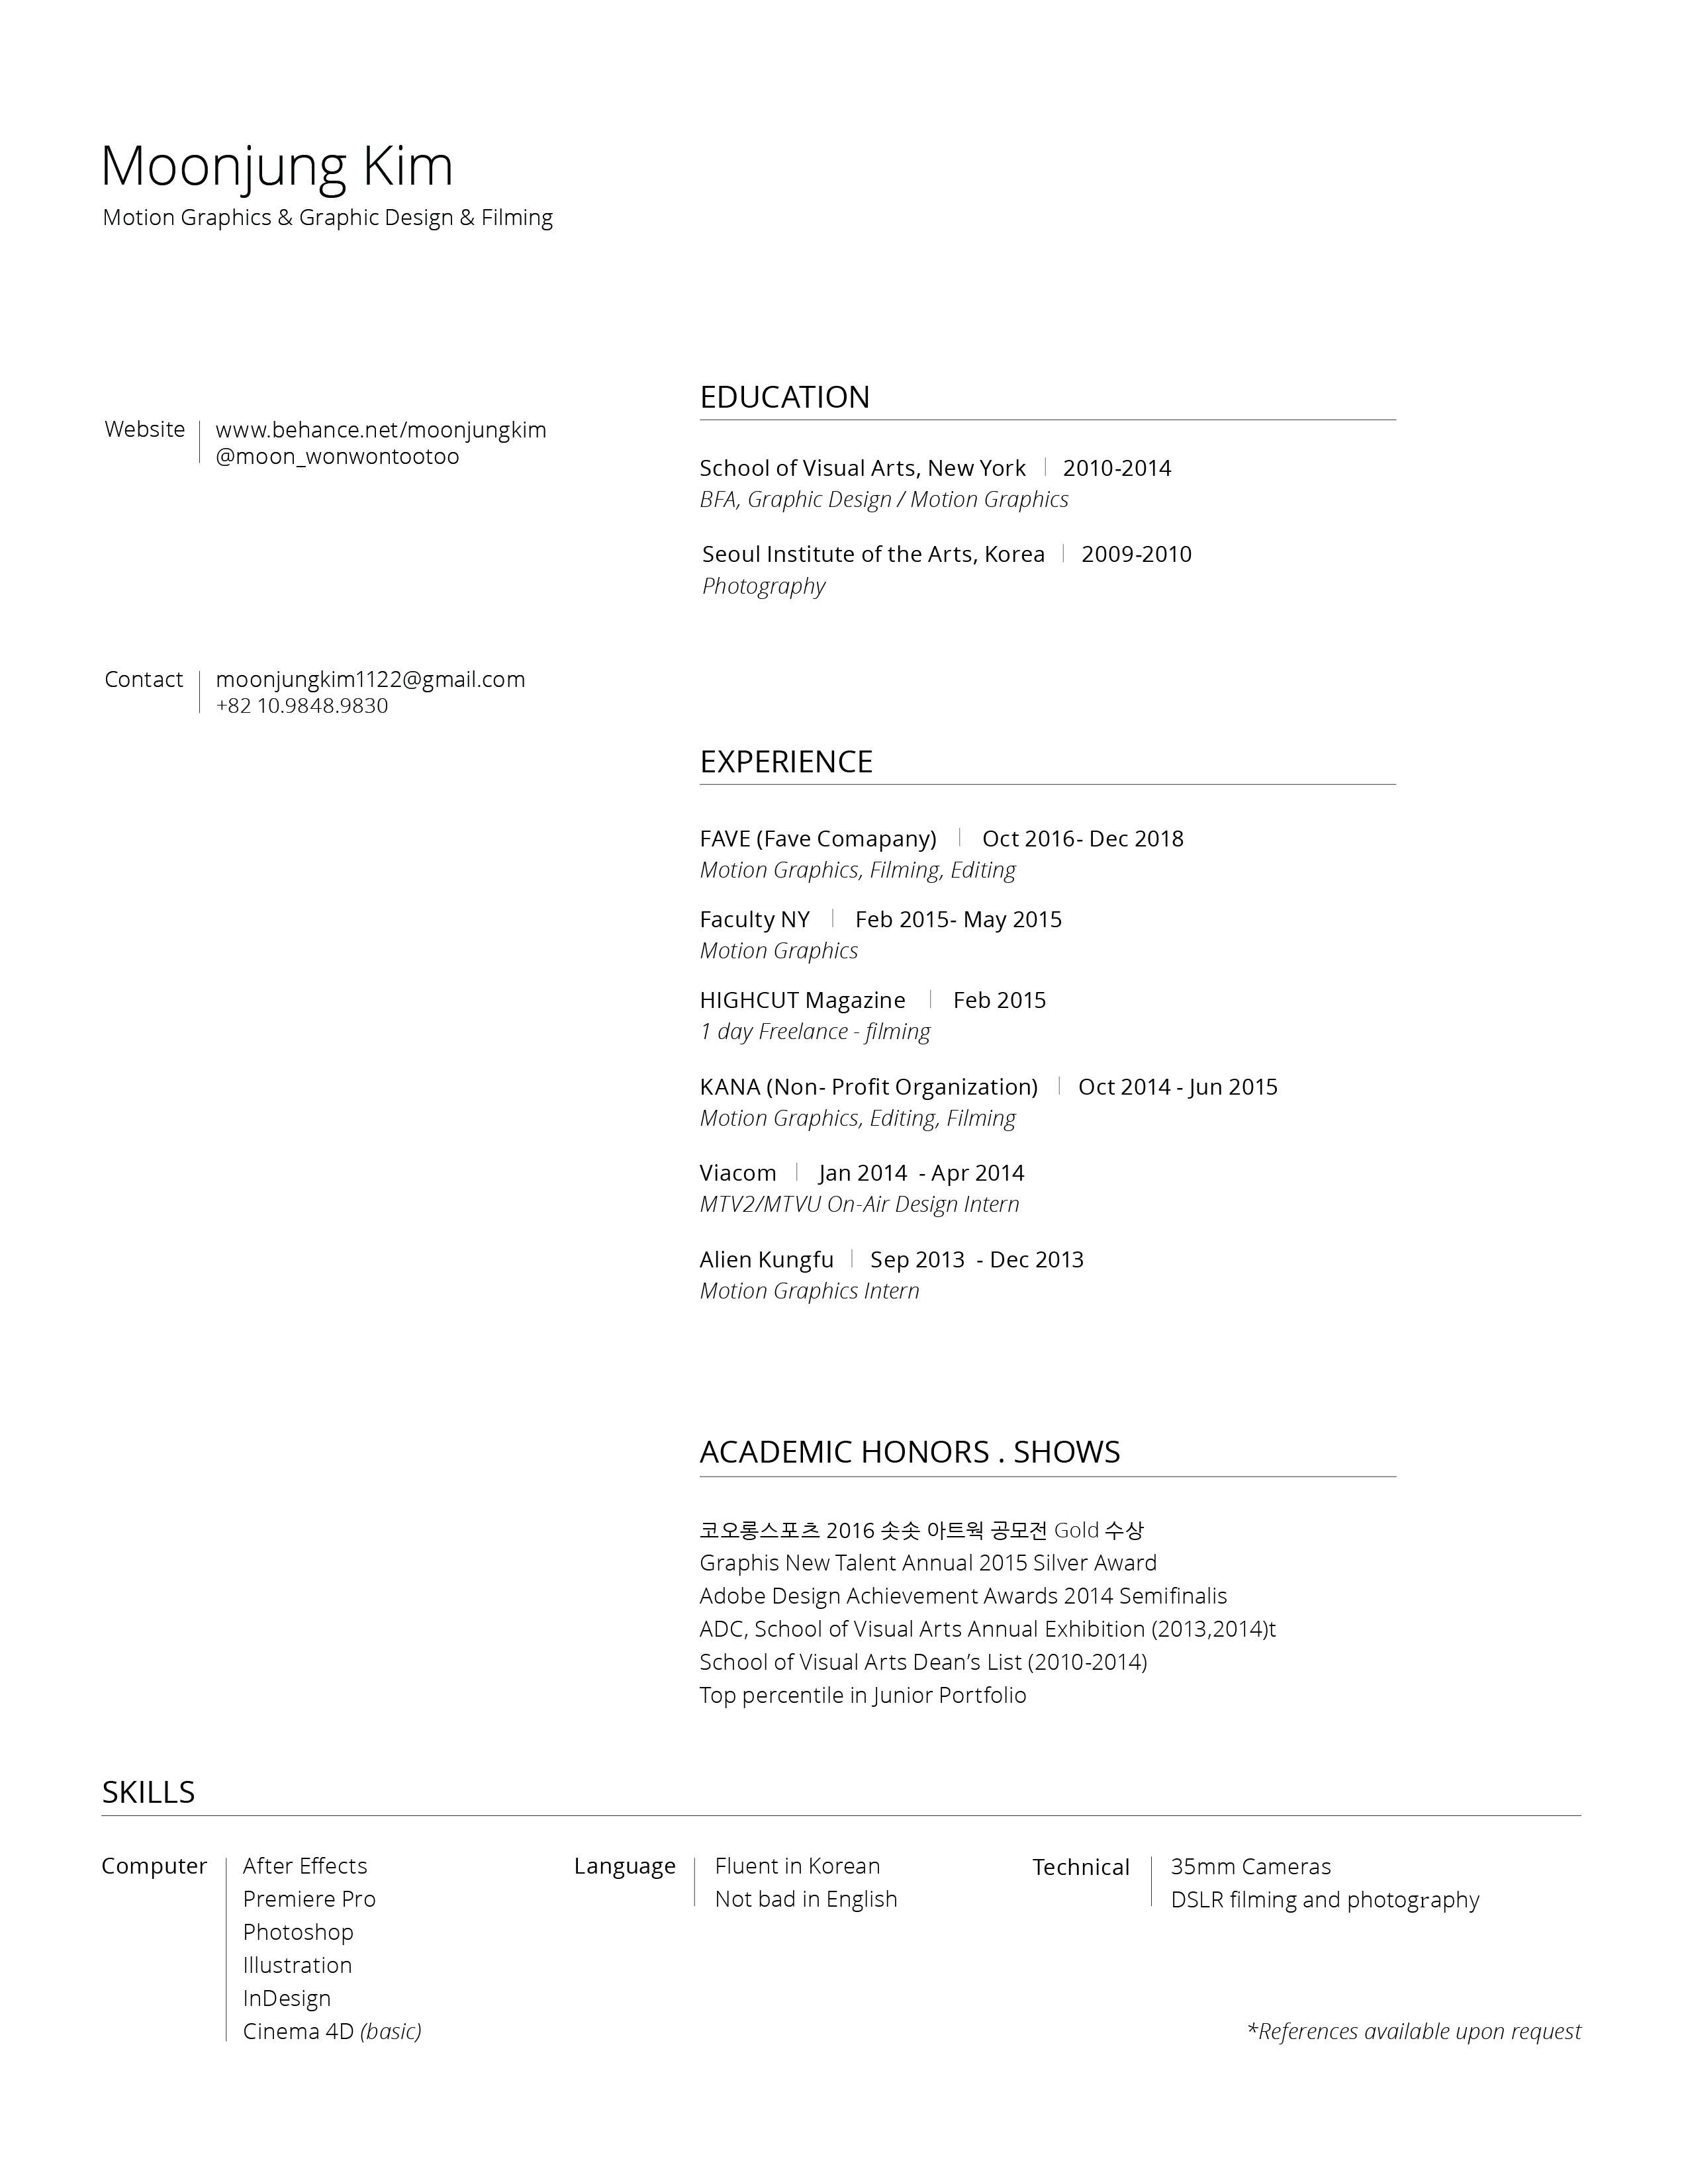 Moonjung Kim
Motion Graphics & Graphic Design & Filming
Website
www.behance.net/moonjungkim
@moon_wonwontootoo
Contact
moonjungkim1122@gmail.com
+82 10.9848.9830
EDUCATION
School of Visual Arts, New York | 2010-2014
BFA, Graphic Design / Motion Graphics
Seoul Institute of the Arts, Korea | 2009-2010
Photography
EXPERIENCE
FAVE (Fave Comapany) | Oct 2016- Dec 2018
Motion Graphics, Filming, Editing
Faculty NY | Feb 2015- May 2015
Motion Graphics
HIGHCUT Magazine | Feb 2015
1 day Freelance - filming
KANA (Non- Profit Organization) | Oct 2014 - Jun 2015
Motion Graphics, Editing, Filming
Viacom | Jan 2014 - Apr 2014
MTV2/MTVU On-Air Design Intern
Alien Kungfu | Sep 2013 - Dec 2013
Motion Graphics Intern
ACADEMIC HONORS . SHOWS
코오롱스포츠 2016 솟솟 아트웍 공모전 Gold 수상
Graphis New Talent Annual 2015 Silver Award
Adobe Design Achievement Awards 2014 Semifinalis
ADC, School of Visual Arts Annual Exhibition (2013,2014)t
School of Visual Arts Dean’s List (2010-2014)
Top percentile in Junior Portfolio
SKILLS
Computer
After Effects
Premiere Pro
Photoshop
Illustration
InDesign
Cinema 4D (basic)
Language
Fluent in Korean
Not bad in English
Technical
35mm Cameras
DSLR filming and photography
*References available upon request